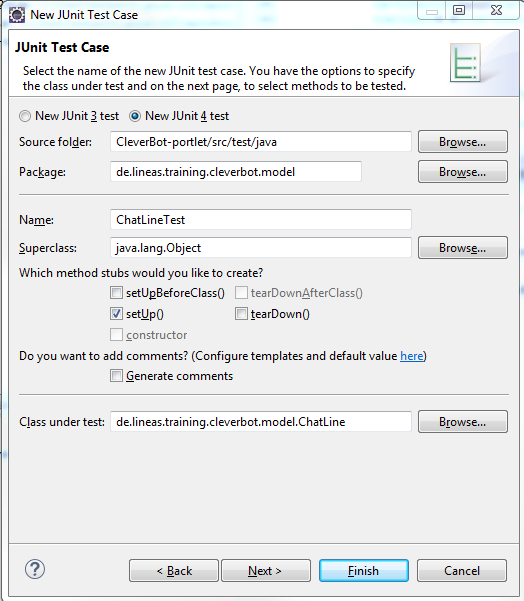 New JUnit Test Case
JUnit Test Case
Select the name of the new JUnit test case. You have the options to specify
the class under test and on the next page, to select methods to be tested.
New JUnit 3 test New JUnit 4 test
Source folder: CleverBot-portlet/src/test/java Browse...
Package: de.lineas.training.cleverbot.model Browse...
Name: ChatLineTest
Superclass: java.lang.Object Browse...
Which method stubs would you like to create?
setUpBeforeClass() tearDownAfterClass()
setUp() tearDown()
constructor
Do you want to add comments? (Configure templates and default value here)
Generate comments
Class under test: de.lineas.training.cleverbot.model.ChatLine Browse...
? < Back Next > Finish Cancel